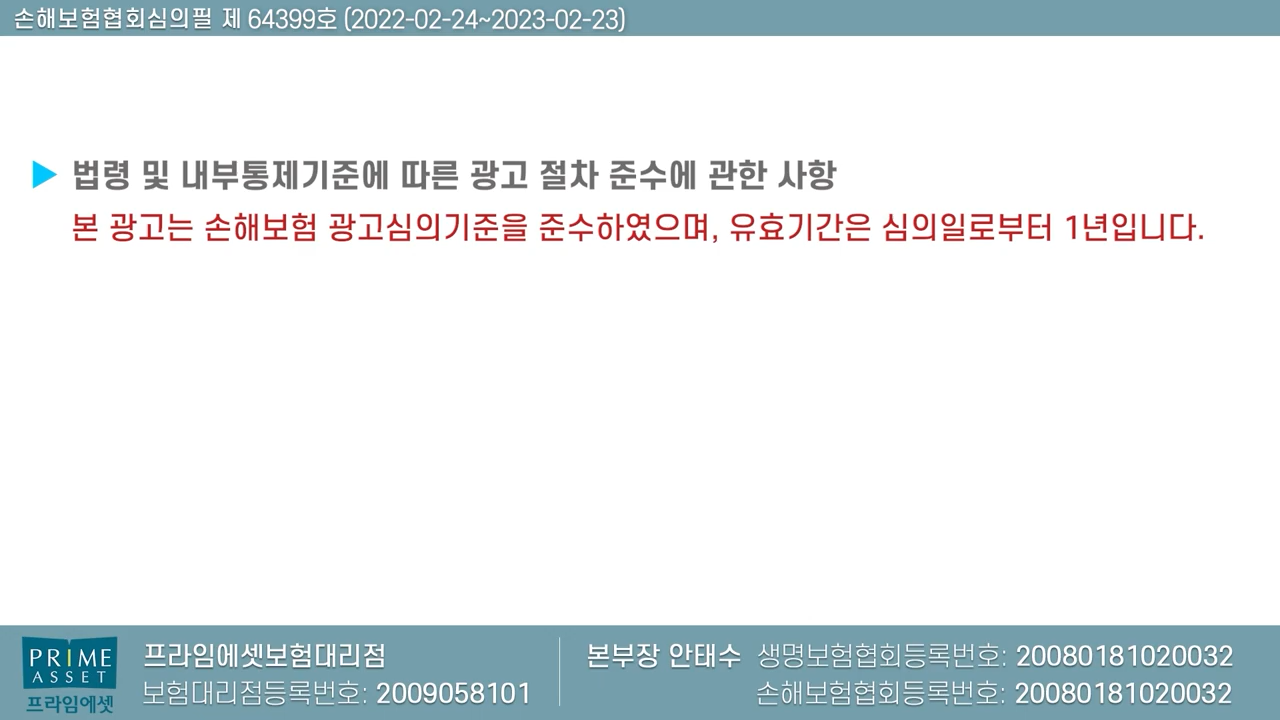 손해보험협회심의필 제 64399호 (2022-02-24~2023-02-23)
▶ 법령 및 내부통제기준에 따른 광고 절차 준수에 관한 사항
본 광고는 손해보험 광고심의기준을 준수하였으며, 유효기간은 심의일로부터 1년입니다.
PRIME
ASSET
프라임에셋
프라임에셋보험대리점
보험대리점등록번호: 2009058101
본부장 안태수 생명보험협회등록번호: 20080181020032
손해보험협회등록번호: 20080181020032